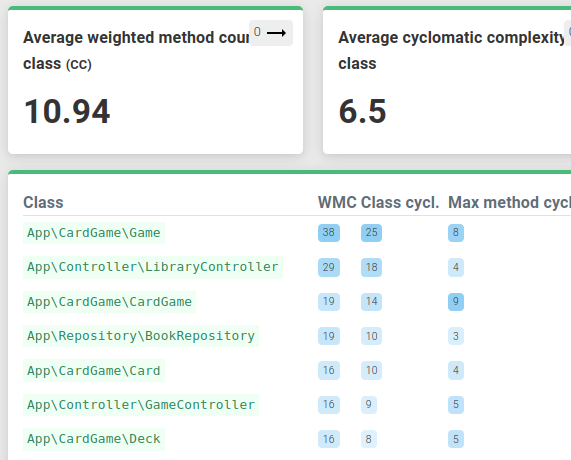 Average weighted method
0
class (CC)
10.94
Average cyclomatic complexity
class
6.5
Class WMC Class cycl. Max method
App\CardGame\Game 38 25 8
App\Controller\LibraryController 29 18 4
App\CardGame\CardGame 19 14 9
App\Repository\BookRepository 19 10 3
App\CardGame\Card 16 10 4
App\Controller\GameController 16 9 5
App\CardGame\Deck 16 8 5